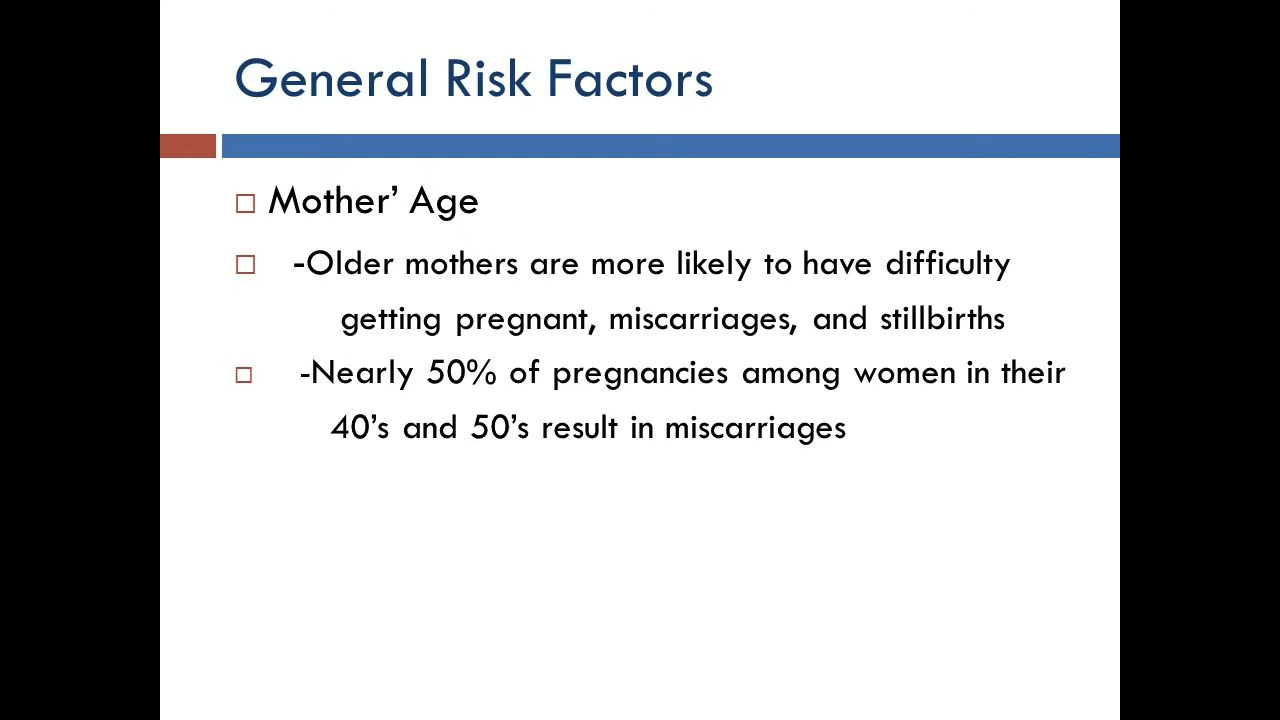 General Risk Factors
Mother’ Age
-Older mothers are more likely to have difficulty
getting pregnant, miscarriages, and stillbirths
-Nearly 50% of pregnancies among women in their
40’s and 50’s result in miscarriages